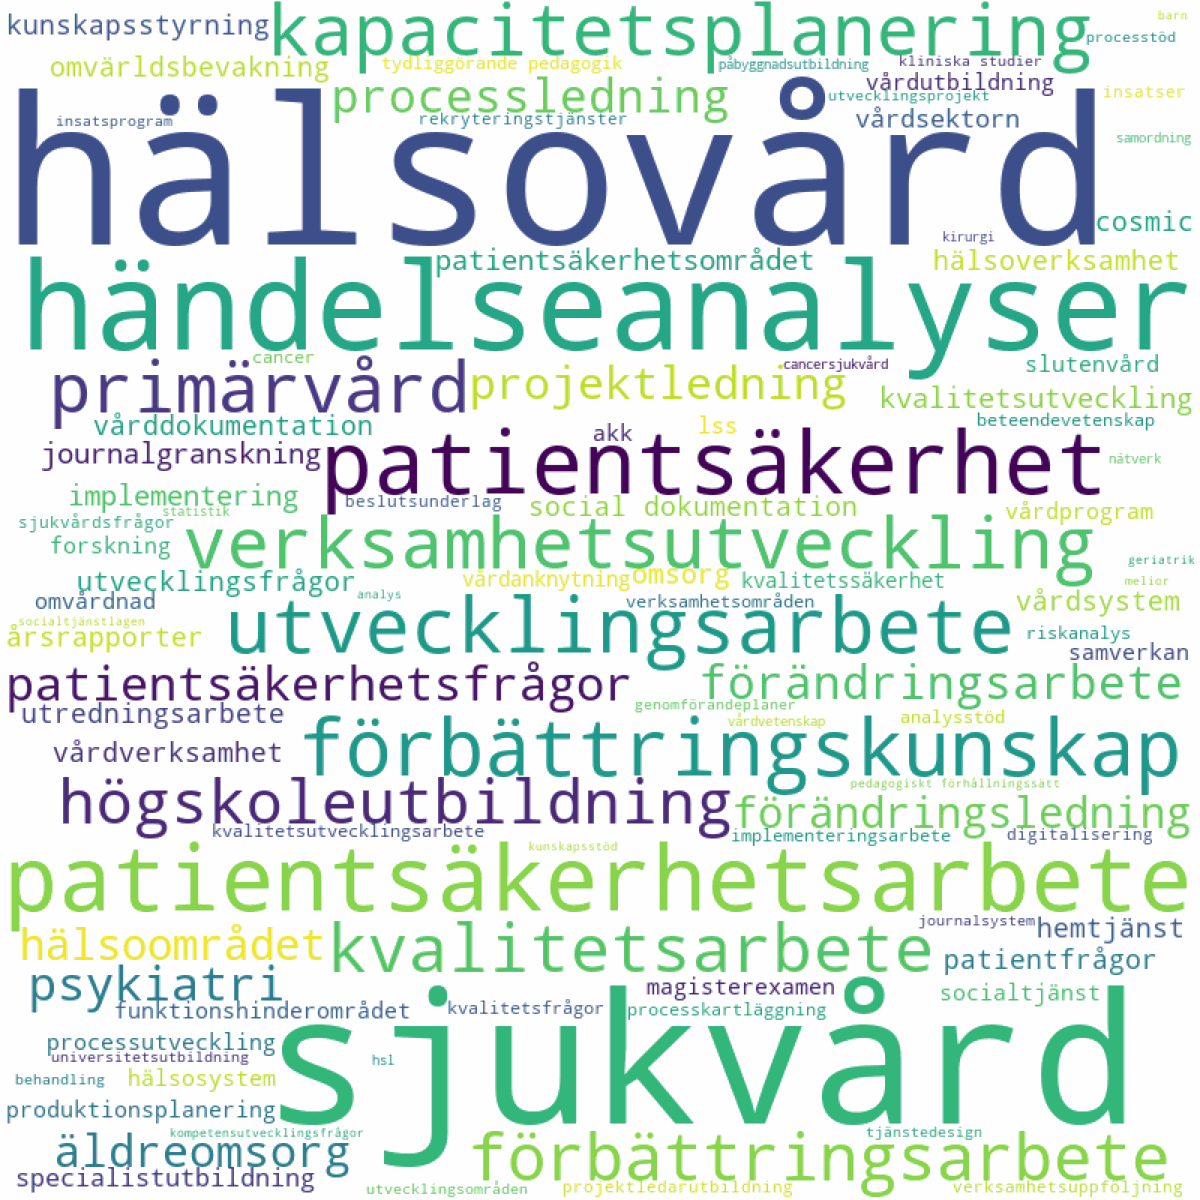 kunskapsstyrning
kapacitetsplanering
barn
processtöd
omvärldsbevakning
tydliggörande pedagogik
påbyggnadsutbildning
kliniska studier
vårdutbildning
processledning
utvecklingsprojekt
insatser
insatsprogram
rekryteringstjänster
vårdsektorn
samordning
hälsovård
cosmic
kirurgi
patientsäkerhetsområdet
hälsoverksamhet
händelseanalyser
cancer
cancersjukvård
slutenvård
primärvård
projektledning
kvalitetsutveckling
vårddokumentation
akk
lss
beteendevetenskap
journalgranskning
patientsäkerhet
nätverk
implementering
beslutsunderlag
social dokumentation
vårdprogram
statistik
sjukvårdsfrågor
forskning
verksamhetsutveckling
geriatrik
utvecklingsfrågor
vårdanknytning
omsorg
kvalitetssäkerhet
melior
analys
omvårdnad
verksamhetsområden
vårdsystem
socialtjänstlagen
årsrapporter
utvecklingsarbete
riskanalys
samverkan
patientsäkerhetsfrågor
förändringsarbete
genomförandeplaner
utredningsarbete
vårdvetenskap
analysstöd
vårdverksamhet
förbättringskunskap
pedagogiskt förhållningssätt
högskoleutbildning
förändringsledning
kvalitetsutvecklingsarbete
implementeringsarbete
digitalisering
kunskapsstöd
patientsäkerhetsarbete
journalsystem
hemtjänst
hälsoområdet
kvalitetsarbete
patientfrågor
psykiatri
magisterexamen
socialtjänst
funktionshinderområdet
kvalitetsfrågor
processkartläggning
processutveckling
universitetsutbildning
hsl
sjukvård
behandling
hälsosystem
produktionsplanering
kompetensutvecklingsfrågor
tjänstedesign
äldreomsorg
förbättringsarbete
specialistutbildning
utvecklingsområden
projektledarutbildning
verksamhetsuppföljning